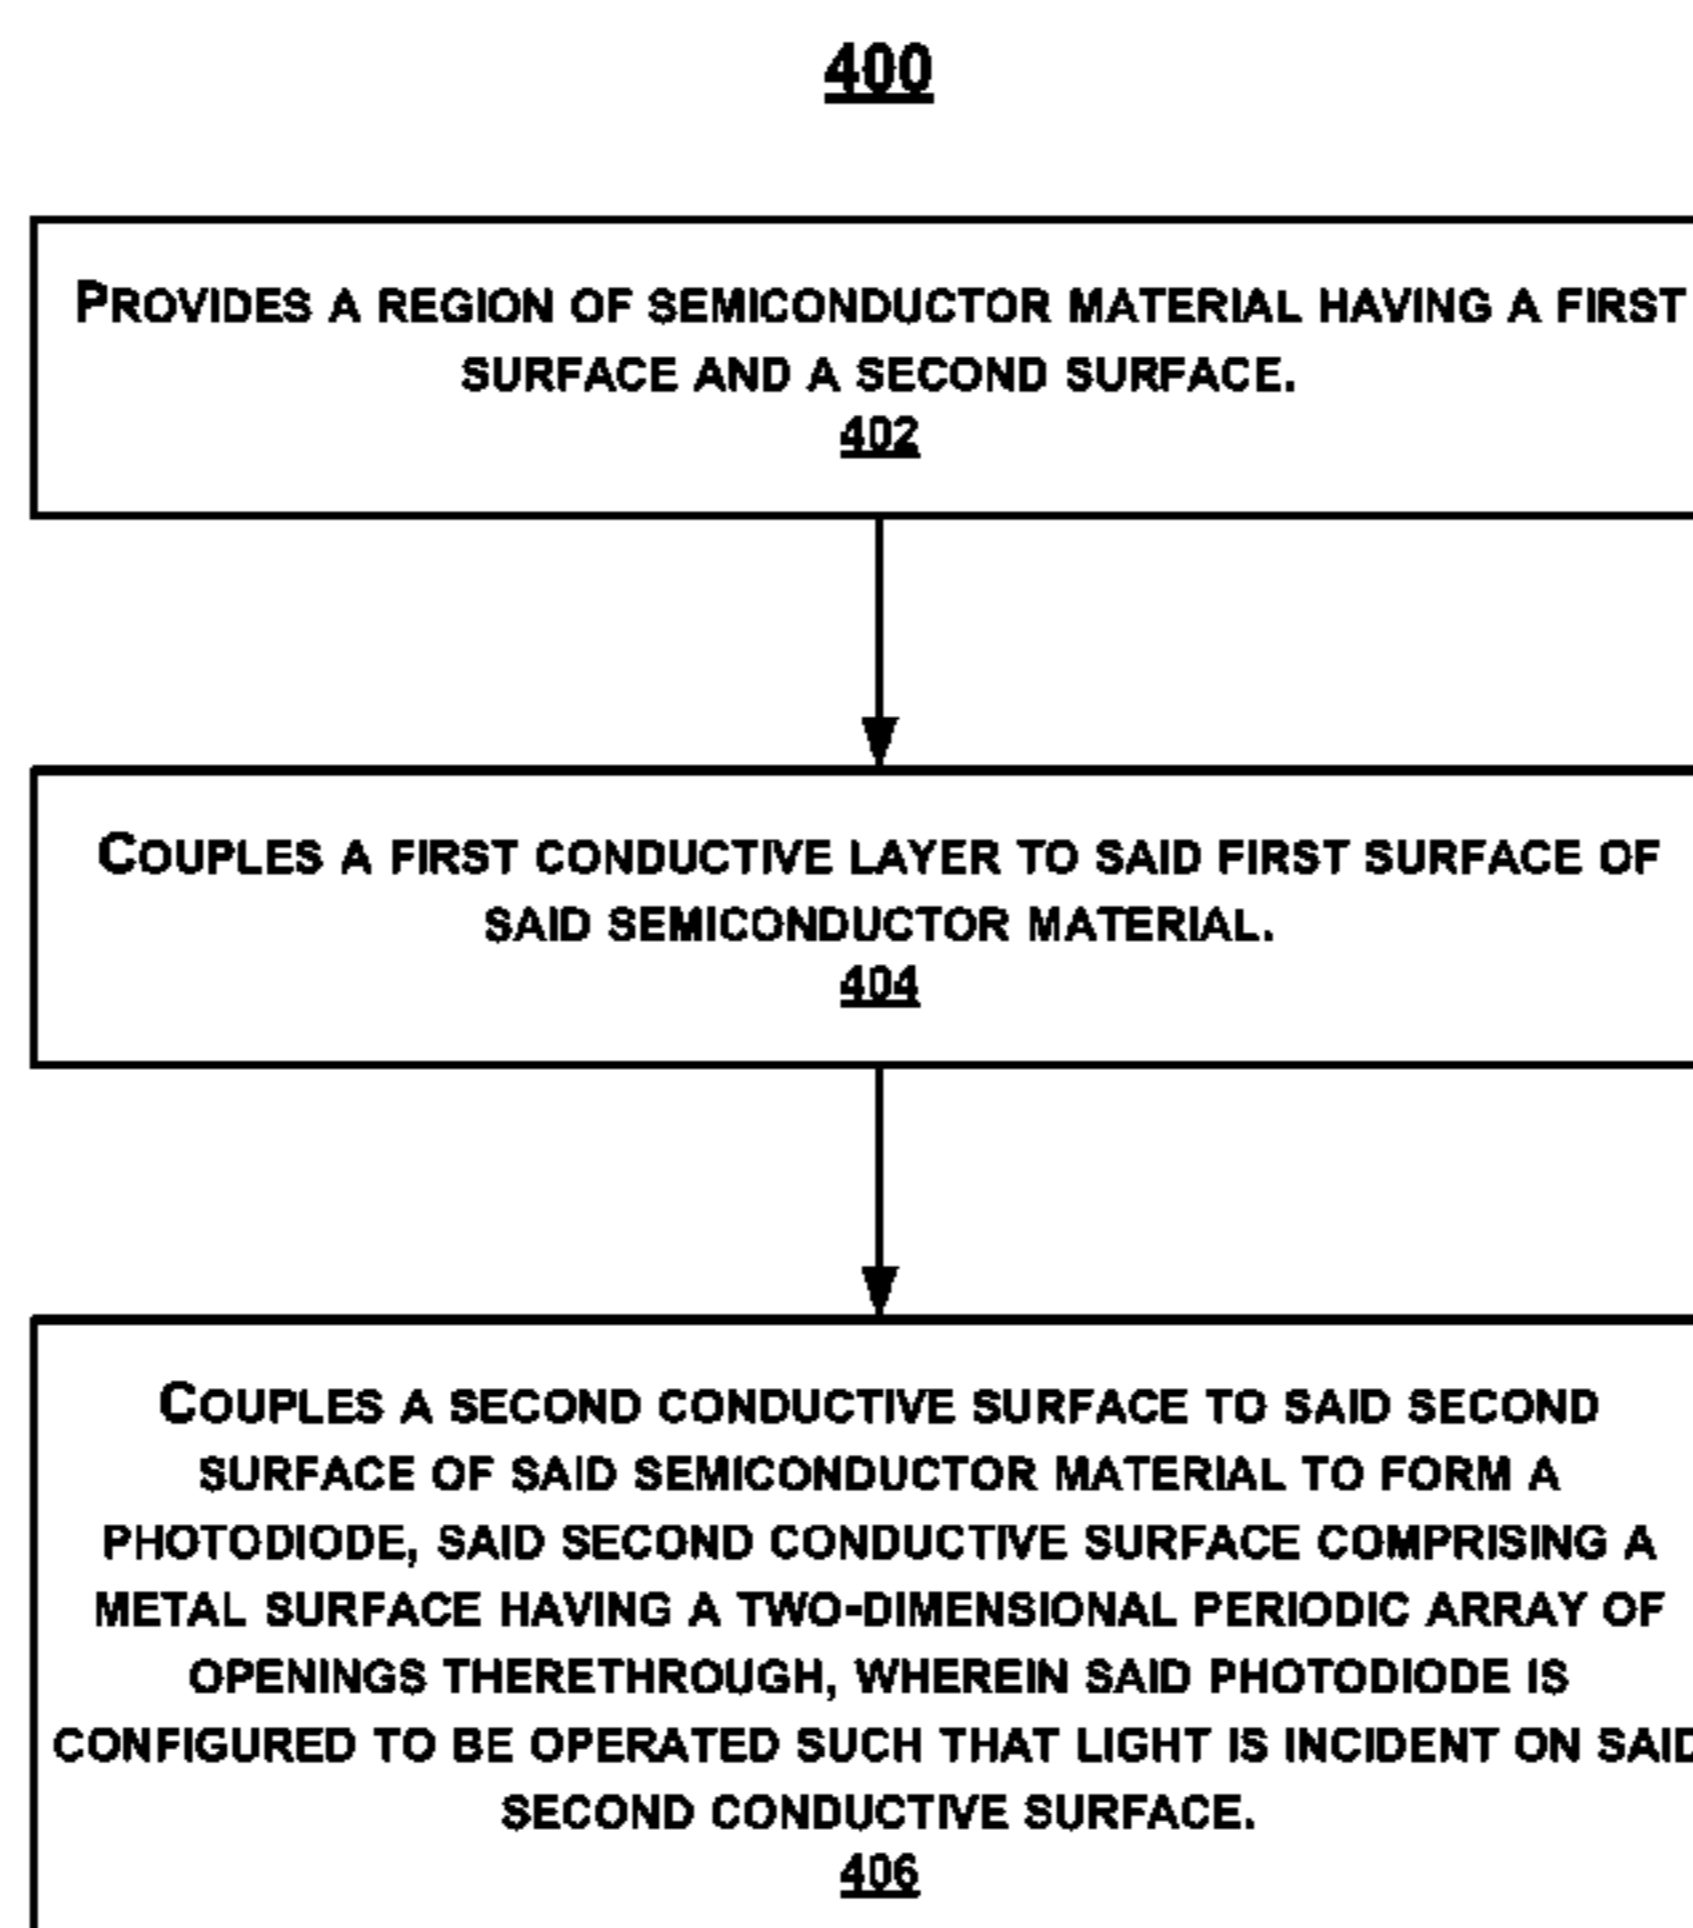 400
PROVIDES A REGION OF SEMICONDUCTOR MATERIAL HAVING A FIRST
SURFACE AND A SECOND SURFACE.
402
COUPLES A FIRST CONDUCTIVE LAYER TO SAID FIRST SURFACE OF
SAID SEMICONDUCTOR MATERIAL.
404
COUPLES A SECOND CONDUCTIVE SURFACE TO SAID SECOND
SURFACE OF SAID SEMICONDUCTOR MATERIAL TO FORM A
PHOTODIODE, SAID SECOND CONDUCTIVE SURFACE COMPRISING A
METAL SURFACE HAVING A TWO-DIMENSIONAL PERIODIC ARRAY OF
OPENINGS THERETHROUGH, WHEREIN SAID PHOTODIODE IS
CONFIGURED TO BE OPERATED SUCH THAT LIGHT IS INCIDENT ON SAID
SECOND CONDUCTIVE SURFACE.
406